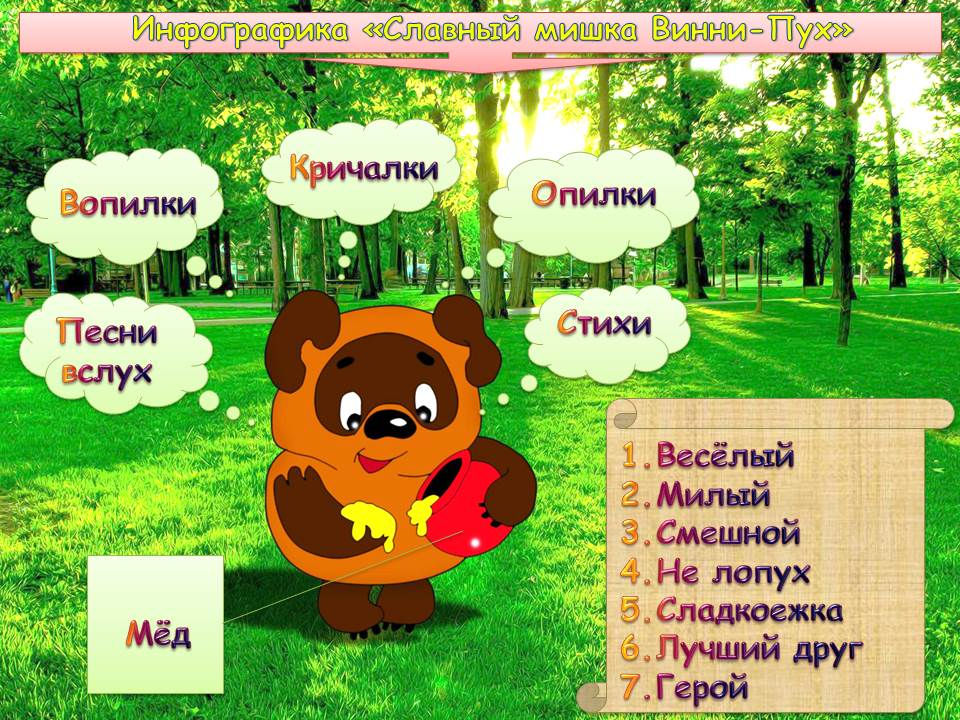 Инфографика «Славный мишка Винни-Пух»
Кричалки
Вопилки
Опилки
Песни
вслух
Стихи
1.Весёлый
2.Милый
3.Смешной
4.Не лопух
5.Сладкоежка
6.Лучший друг
7.Герой
Мёд